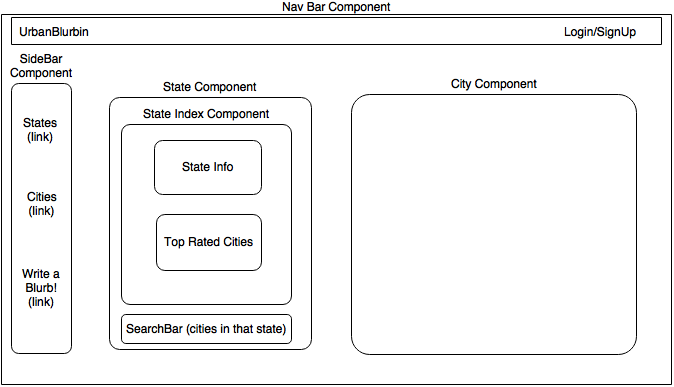 Nav Bar Component
UrbanBlurbin
Login/SignUp
SideBar
Component
States
(link)
Cities
(link)
Write a
Blurb!
(link)
State Component
State Index Component
State Info
Top Rated Cities
SearchBar (cities in that state)
City Component